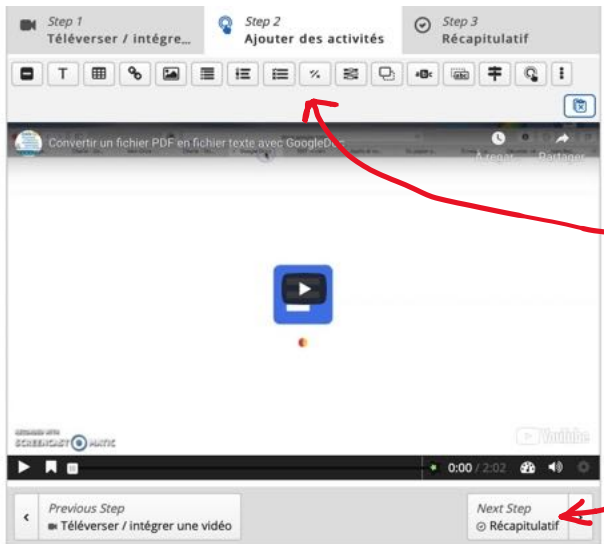 Step 1
Téléverser / intégre...
Step 2
Ajouter des activités
Step 3
Récapitulatif
T
Convertir un fichier PDF en fichier texte avec GoogleDoc
À regar...
Partager
SCREENCAST MATIC
YouTube
0:00 / 2:02
Previous Step
Téléverser / intégrer une vidéo
Next Step
Récapitulatif